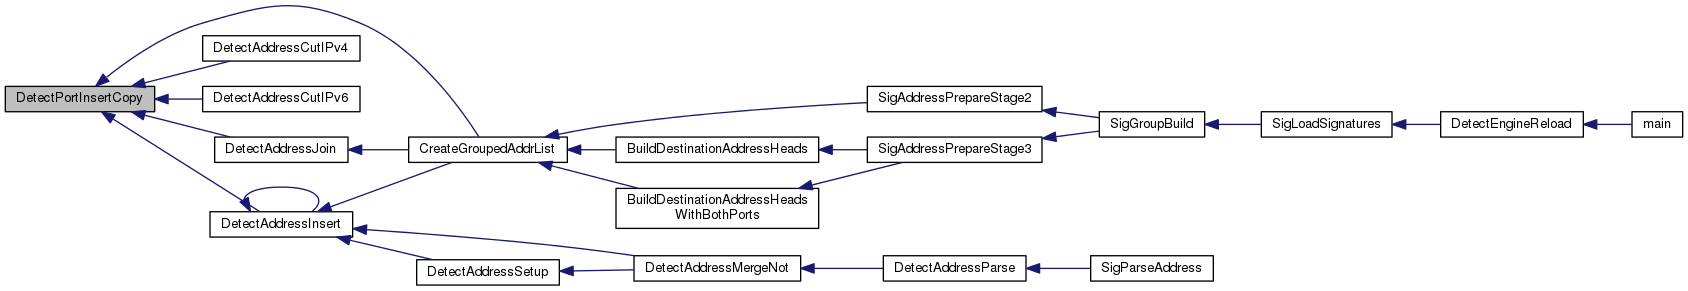 DetectPortInsertCopy
DetectAddressCutIPv4
DetectAddressCutIPv6
DetectAddressJoin
DetectAddressInsert
CreateGroupedAddrList
DetectAddressSetup
SigAddressPrepareStage2
BuildDestinationAddressHeads
SigAddressPrepareStage3
BuildDestinationAddressHeads
WithBothPorts
DetectAddressMergeNot
DetectAddressParse
SigGroupBuild
SigLoadSignatures
DetectEngineReload
main
SigParseAddress